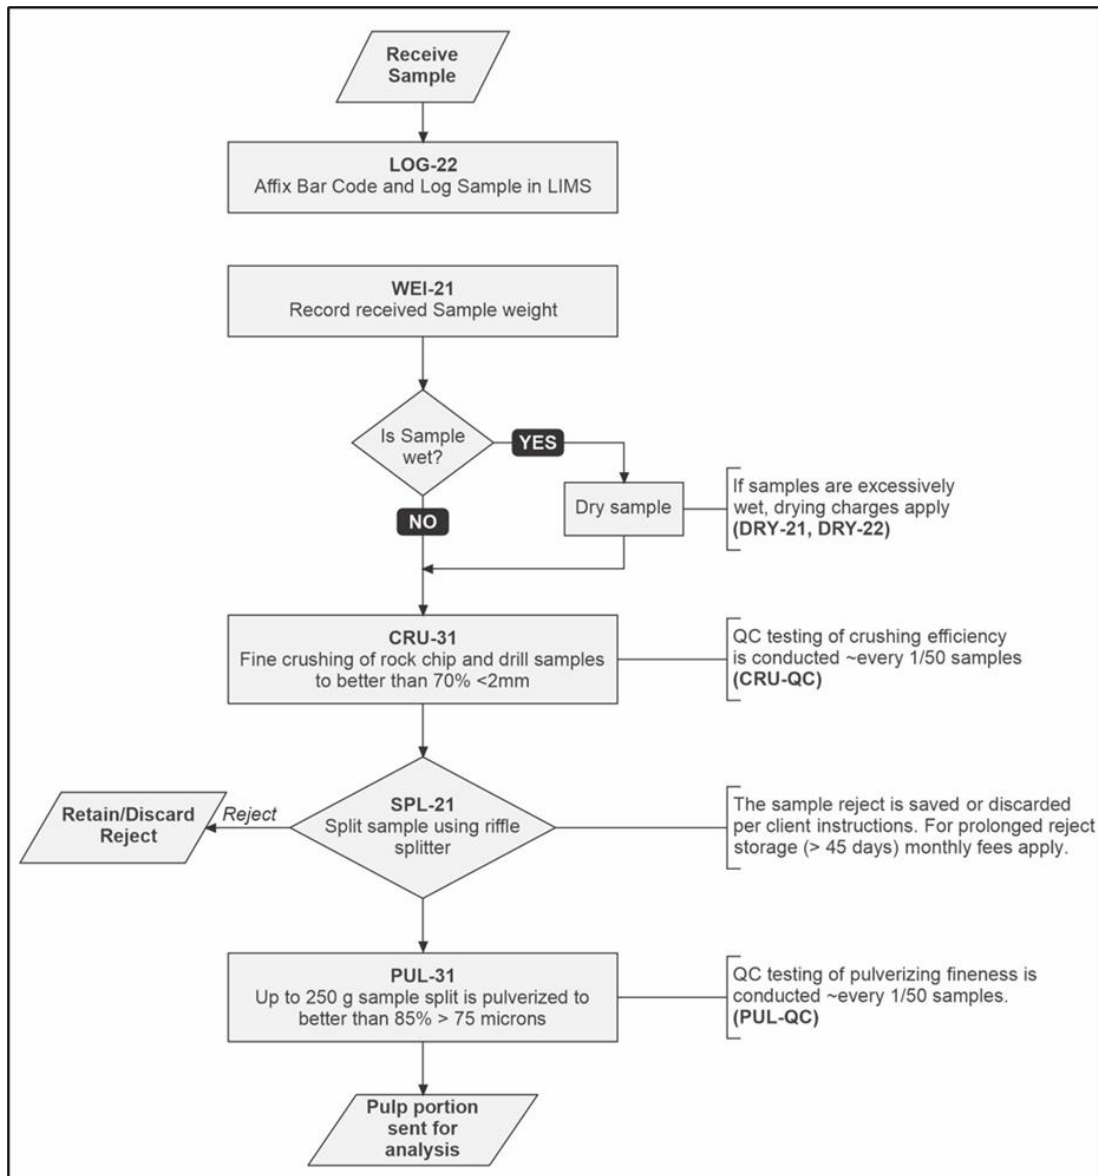 Receive
Sample
LOG-22
Affix Bar Code and Log Sample in LIMS
WEI-21
Record received Sample weight
Is Sample
wet?
YES
NO
Dry sample
If samples are excessively
wet, drying charges apply
(DRY-21, DRY-22)
CRU-31
Fine crushing of rock chip and drill samples
to better than 70% <2mm
QC testing of crushing efficiency
is conducted ~every 1/50 samples
(CRU-QC)
Retain/Discard
Reject
Reject
SPL-21
Split sample using riffle
splitter
The sample reject is saved or discarded
per client instructions. For prolonged reject
storage (> 45 days) monthly fees apply.
PUL-31
Up to 250 g sample split is pulverized to
better than 85% > 75 microns
QC testing of pulverizing fineness is
conducted ~every 1/50 samples.
(PUL-QC)
Pulp portion
sent for
analysis